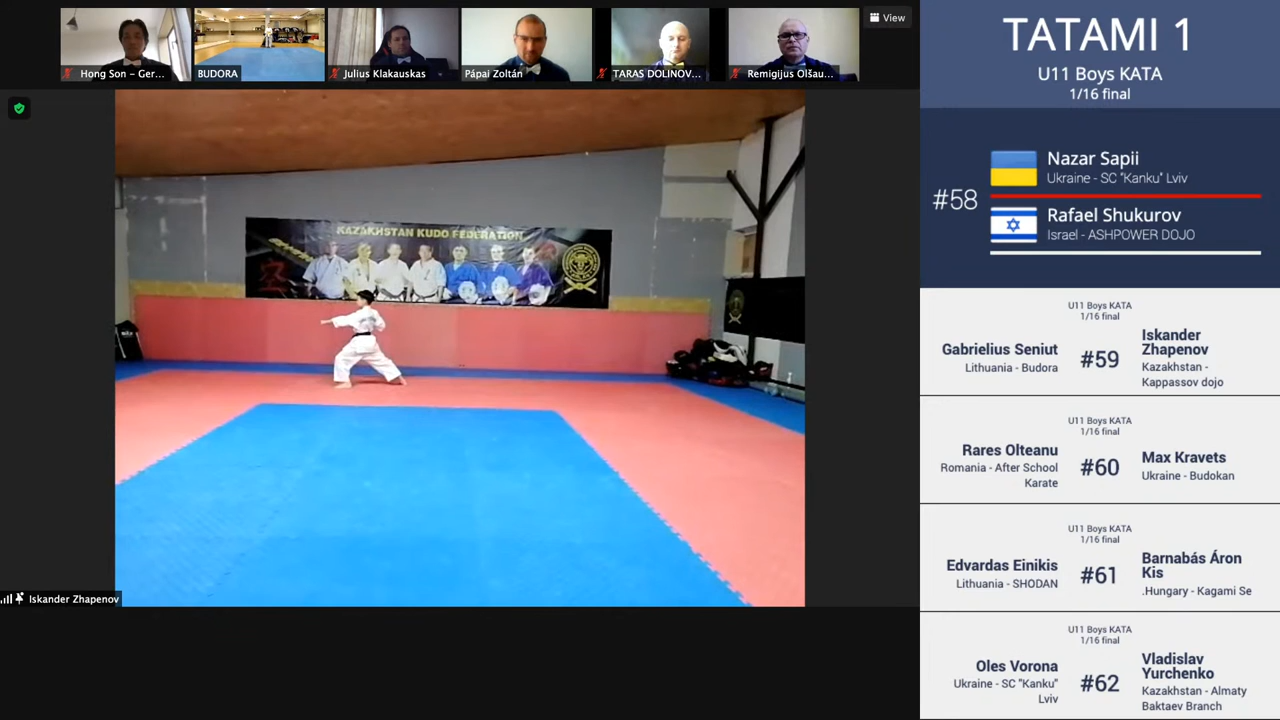 View
Hong Son – Ger...
BUDORA
Julius Klakauskas
Pápai Zoltán
TARAS DOLINOV...
Remigijus Olšau...
KAZAKHSTAN KUDO FEDERATION
Iskander Zhapenov
TATAMI 1
U11 Boys KATA
1/16 final
#58
Nazar Sapii
Ukraine - SC "Kanku" Lviv
Rafael Shukurov
Israel - ASHPOWER DOJO
U11 Boys KATA
1/16 final
Gabrielius Seniut
Lithuania - Budora
#59
Iskander
Zhapenov
Kazakhstan -
Kappassov dojo
U11 Boys KATA
1/16 final
Rares Olteanu
Romania - After School
Karate
#60
Max Kravets
Ukraine - Budokan
U11 Boys KATA
1/16 final
Edvardas Einikis
Lithuania - SHODAN
#61
Barnabás Áron
Kis
.Hungary - Kagami Se
U11 Boys KATA
1/16 final
Oles Vorona
Ukraine - SC "Kanku"
Lviv
#62
Vladislav
Yurchenko
Kazakhstan - Almaty
Baktaev Branch